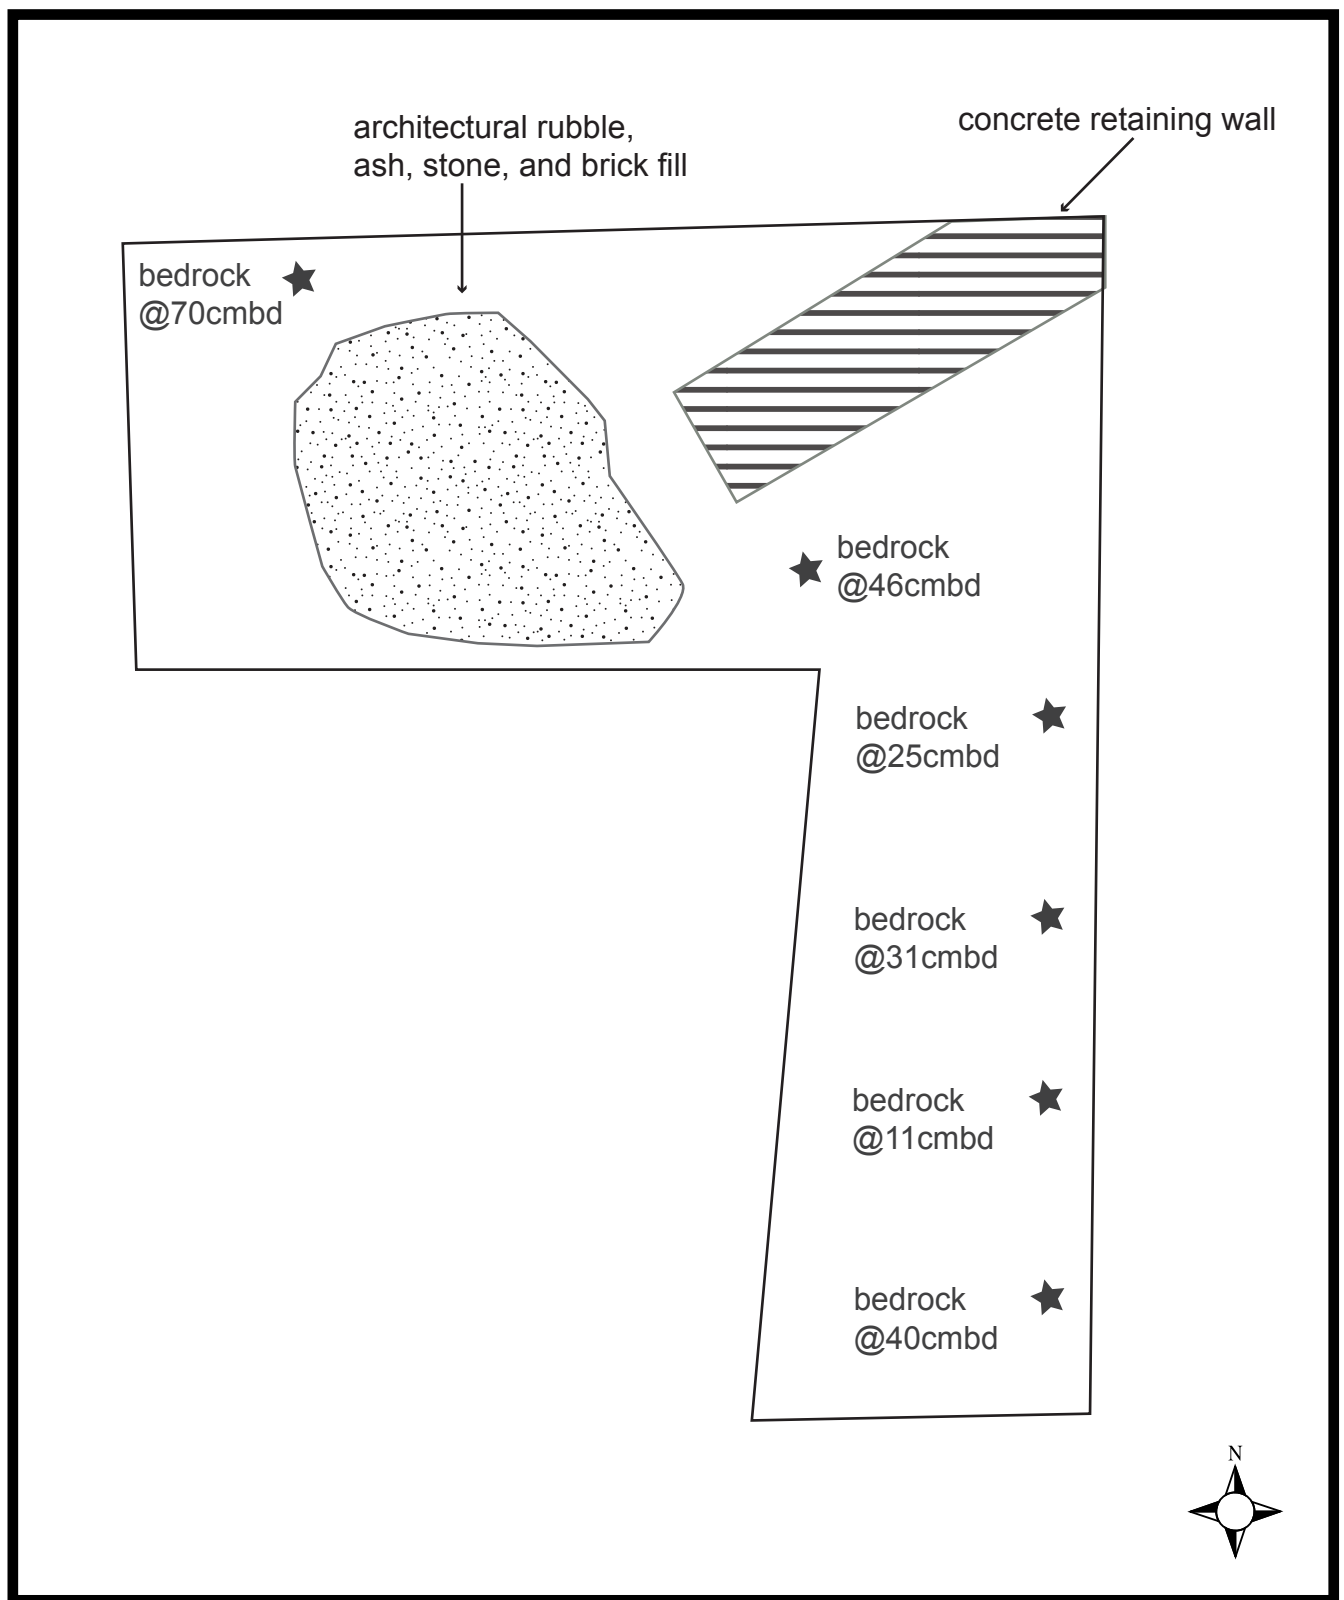 architectural rubble,
ash, stone, and brick fill
concrete retaining wall
bedrock
@70cmbd
bedrock
@46cmbd
bedrock
@25cmbd
bedrock
@31cmbd
bedrock
@11cmbd
bedrock
@40cmbd
N